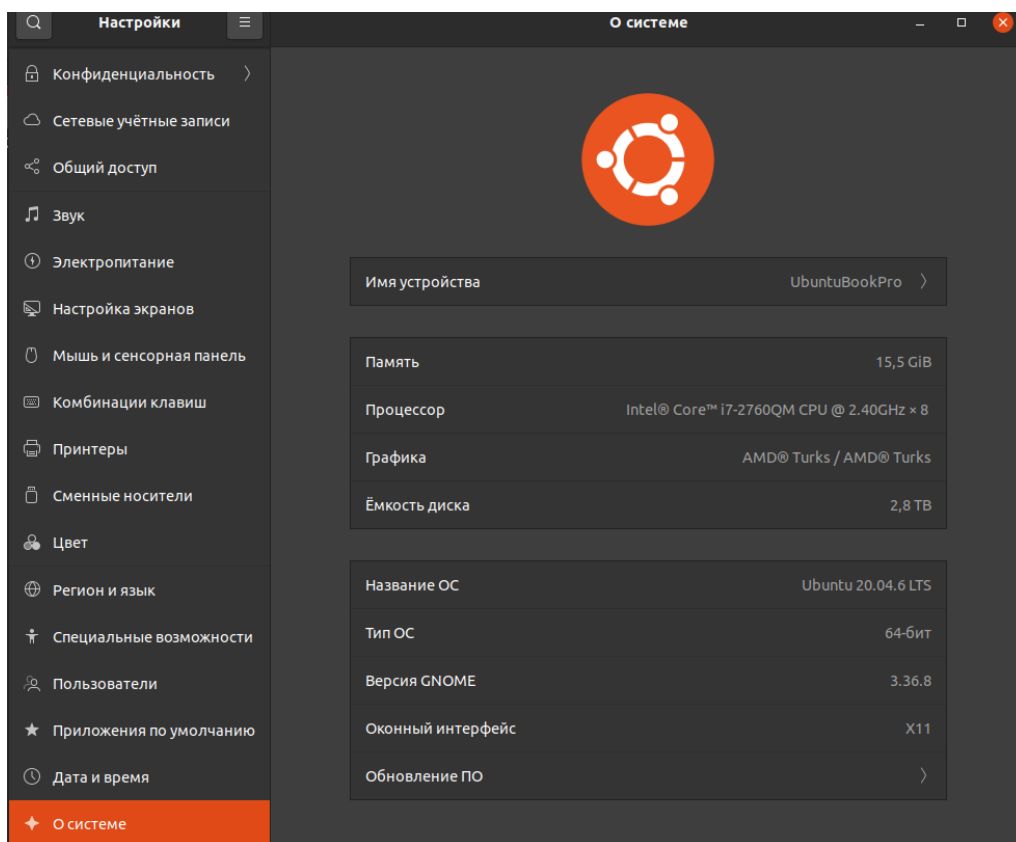 Настройки
О системе
Конфиденциальность
Сетевые учётные записи
Общий доступ
Звук
Электропитание
Настройка экранов
Мышь и сенсорная панель
Комбинации клавиш
Принтеры
Сменные носители
Цвет
Регион и язык
Специальные возможности
Пользователи
Приложения по умолчанию
Дата и время
О системе
Имя устройства UbuntuBookPro
Память 15,5 GiB
Процессор Intel® Core™ i7-2760QM CPU @ 2.40GHz × 8
Графика AMD® Turks / AMD® Turks
Ёмкость диска 2,8 TB
Название ОС Ubuntu 20.04.6 LTS
Тип ОС 64-бит
Версия GNOME 3.36.8
Оконный интерфейс X11
Обновление ПО